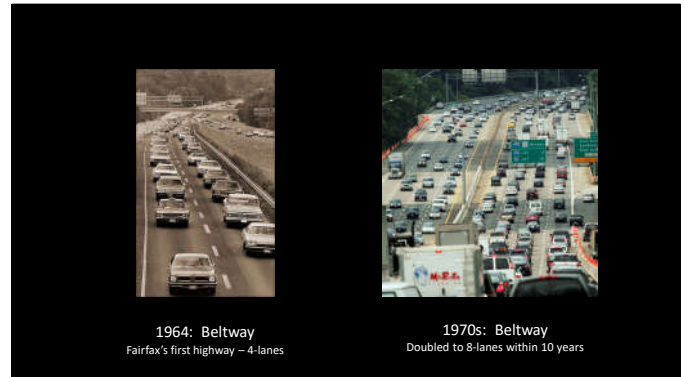 1964: Beltway
Fairfax's first highway – 4-lanes
1970s: Beltway
Doubled to 8-lanes within 10 years